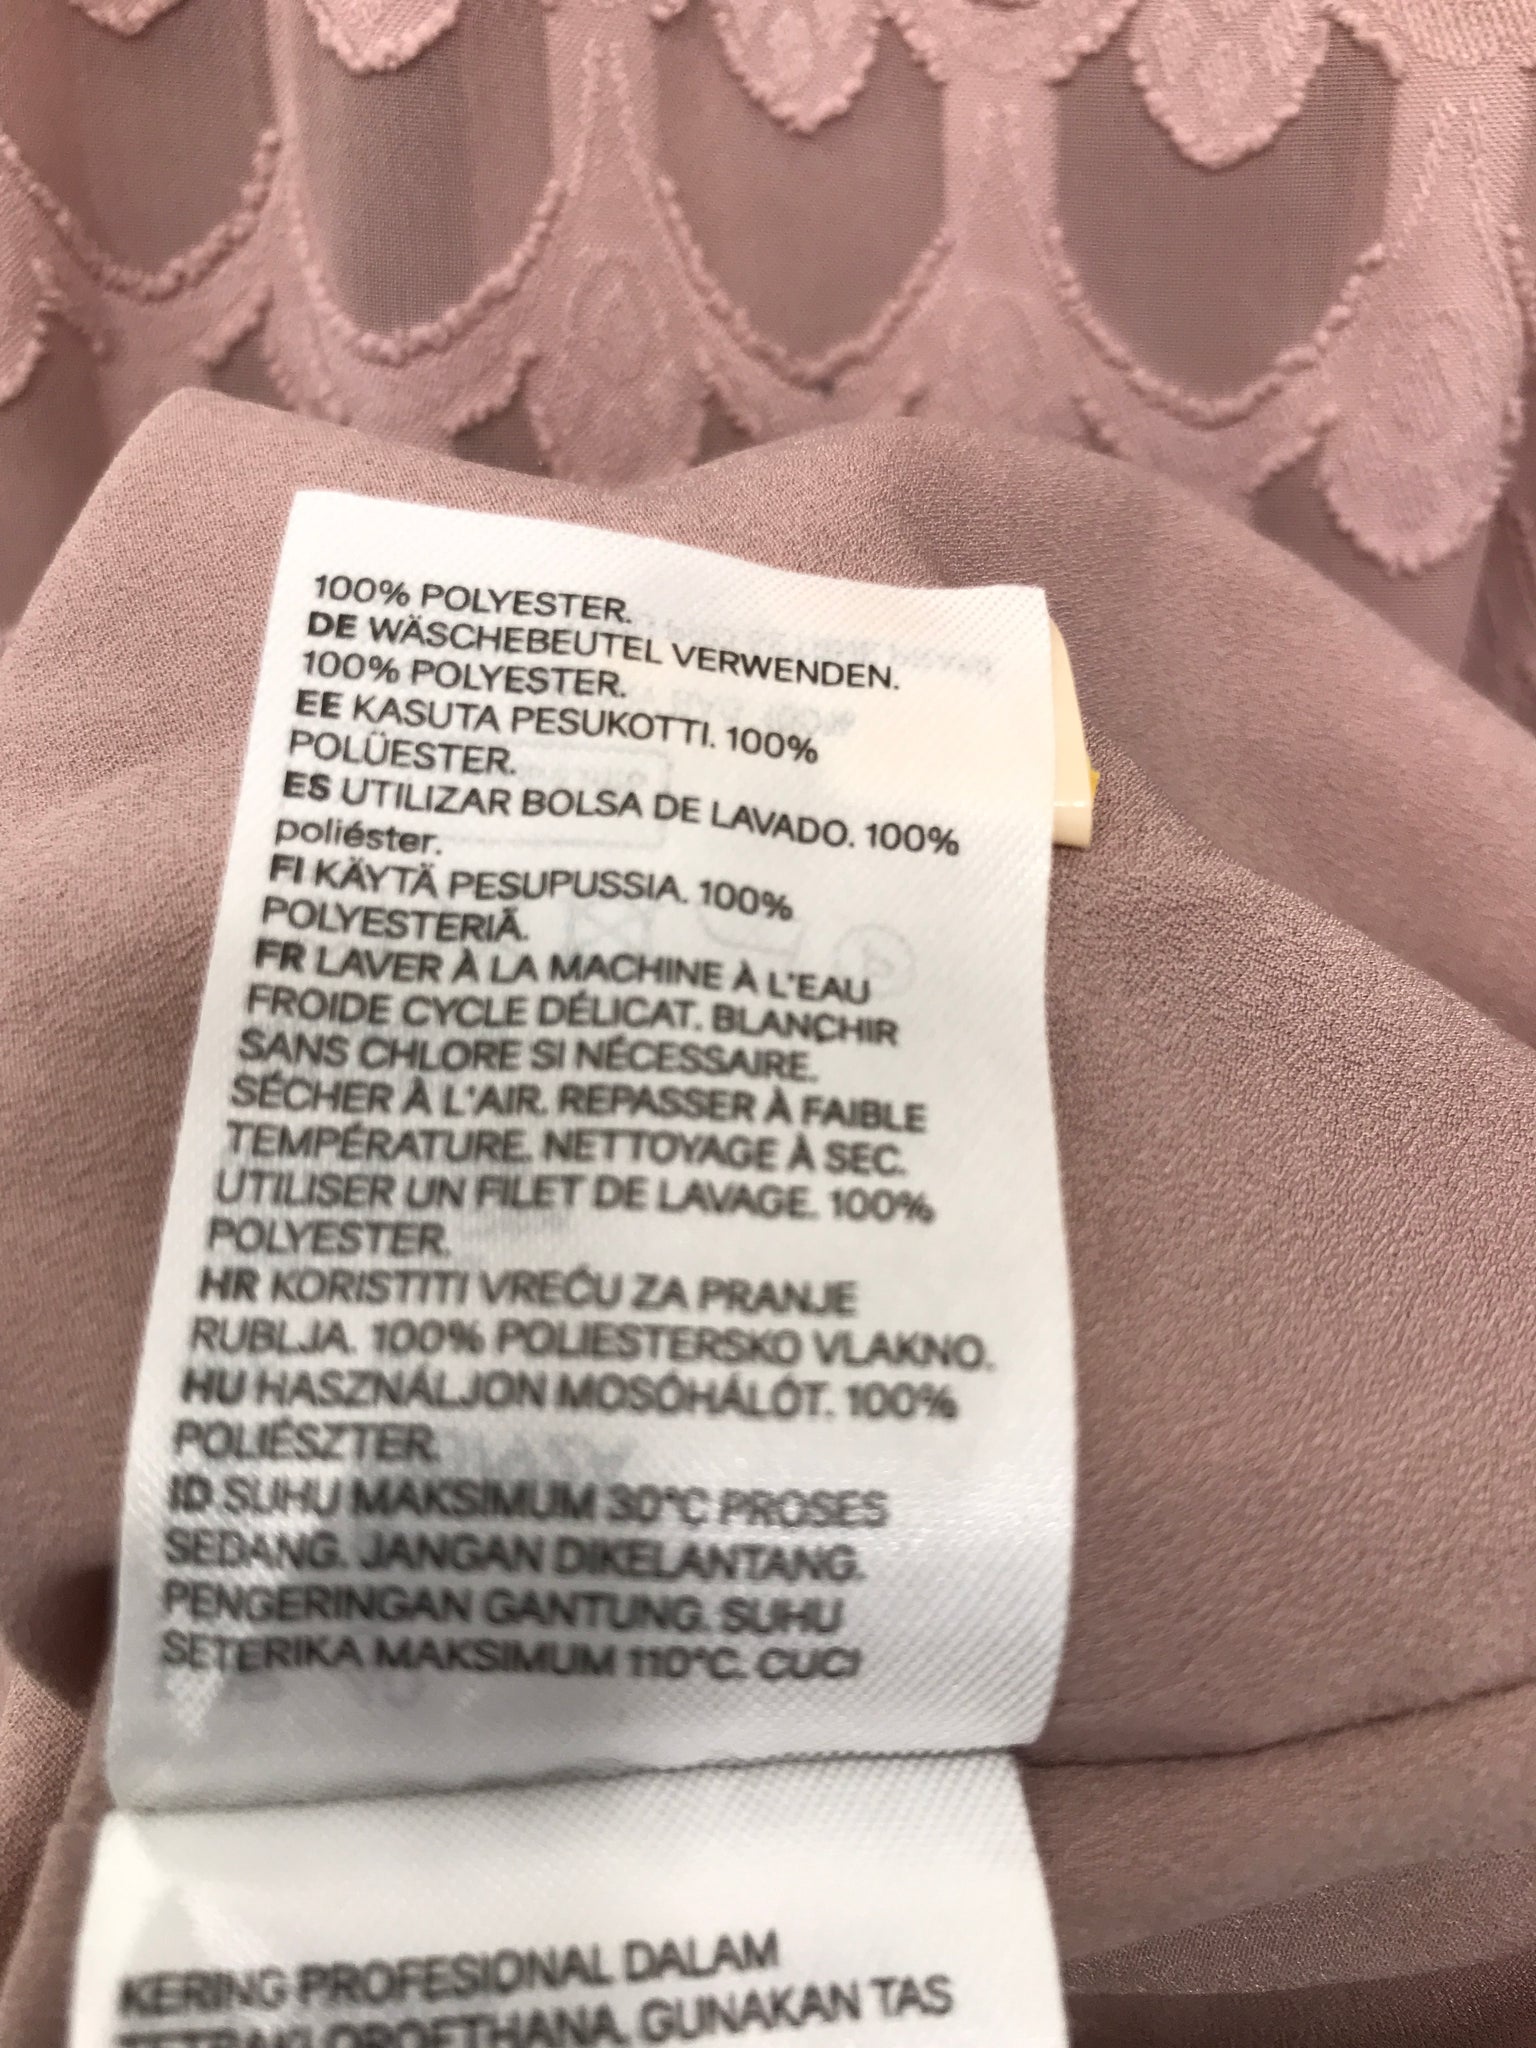 100% POLYESTER.
DE WÄSCHEBEUTEL VERWENDEN.
100% POLYESTER.
EE KASUTA PESUKOTTI. 100%
POLÜESTER.
ES UTILIZAR BOLSA DE LAVADO. 100%
poliéster.
FI KÄYTÄ PESUPUSSIA. 100%
POLYESTERIÄ.
FR LAVER À LA MACHINE À L'EAU
FROIDE CYCLE DÉLICAT. BLANCHIR
SANS CHLORE SI NÉCESSAIRE.
SÉCHER À L'AIR. REPASSER À FAIBLE
TEMPÉRATURE. NETTOYAGE À SEC.
UTILISER UN FILET DE LAVAGE. 100%
POLYESTER.
HR KORISTITI VREĆU ZA PRANJE
RUBLJA. 100% POLIESTERSKO VLAKNO.
HU HASZNÁLJON MOSÓHÁLÓT. 100%
POLIÉSZTER.
ID SUHU MAKSIMUM 30°C PROSES
SEDANG. JANGAN DIKELANTANG.
PENGERINGAN GANTUNG. SUHU
SETERIKA MAKSIMUM 110°C. CUCI
KERING PROFESIONAL DALAM
TETRAKLOROETHANA. GUNAKAN TAS